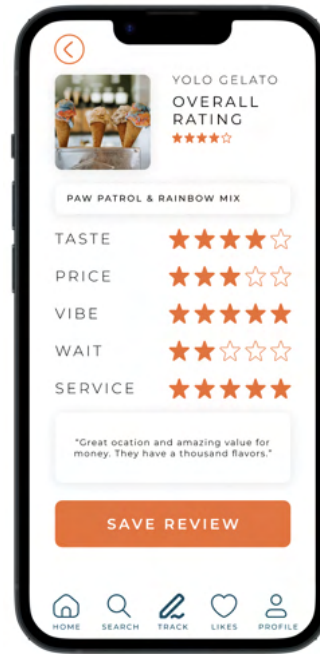 YOLO GELATO
OVERALL
RATING
PAW PATROL & RAINBOW MIX
TASTE
PRICE
VIBE
WAIT
SERVICE
"Great ocation and amazing value for
money. They have a thousand flavors."
SAVE REVIEW
HOME SEARCH TRACK LIKES PROFILE